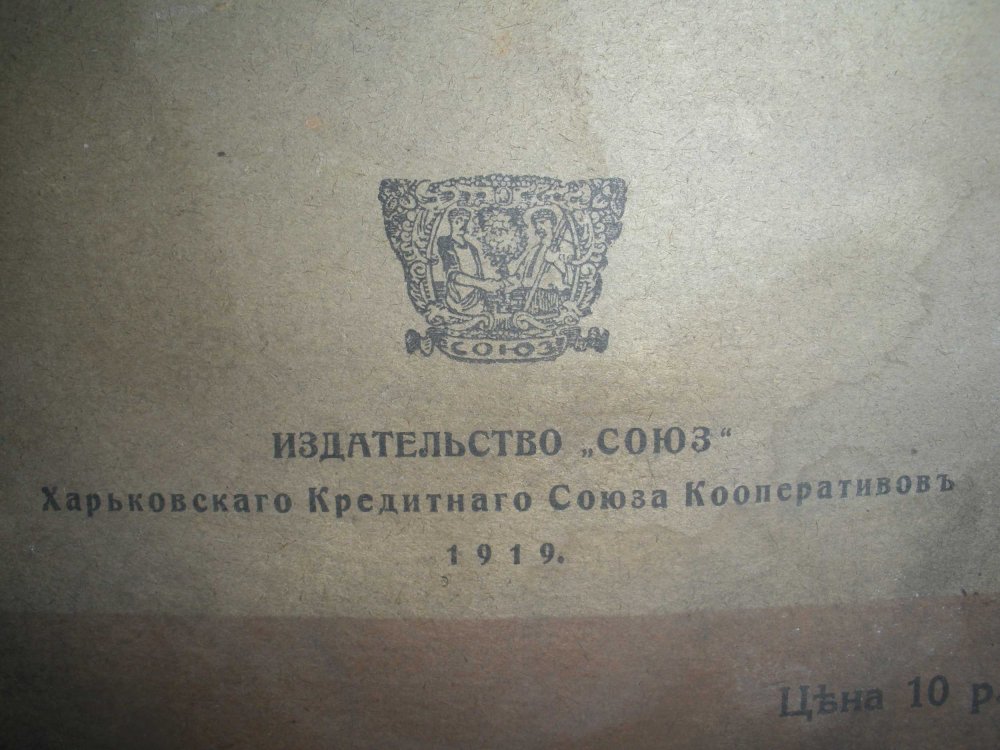 СОЮЗ
ИЗДАТЕЛЬСТВО „СОЮЗ“
Харьковскаго Кредитнаго Союза Кооперативовъ
1919.
Цѣна 10 р.